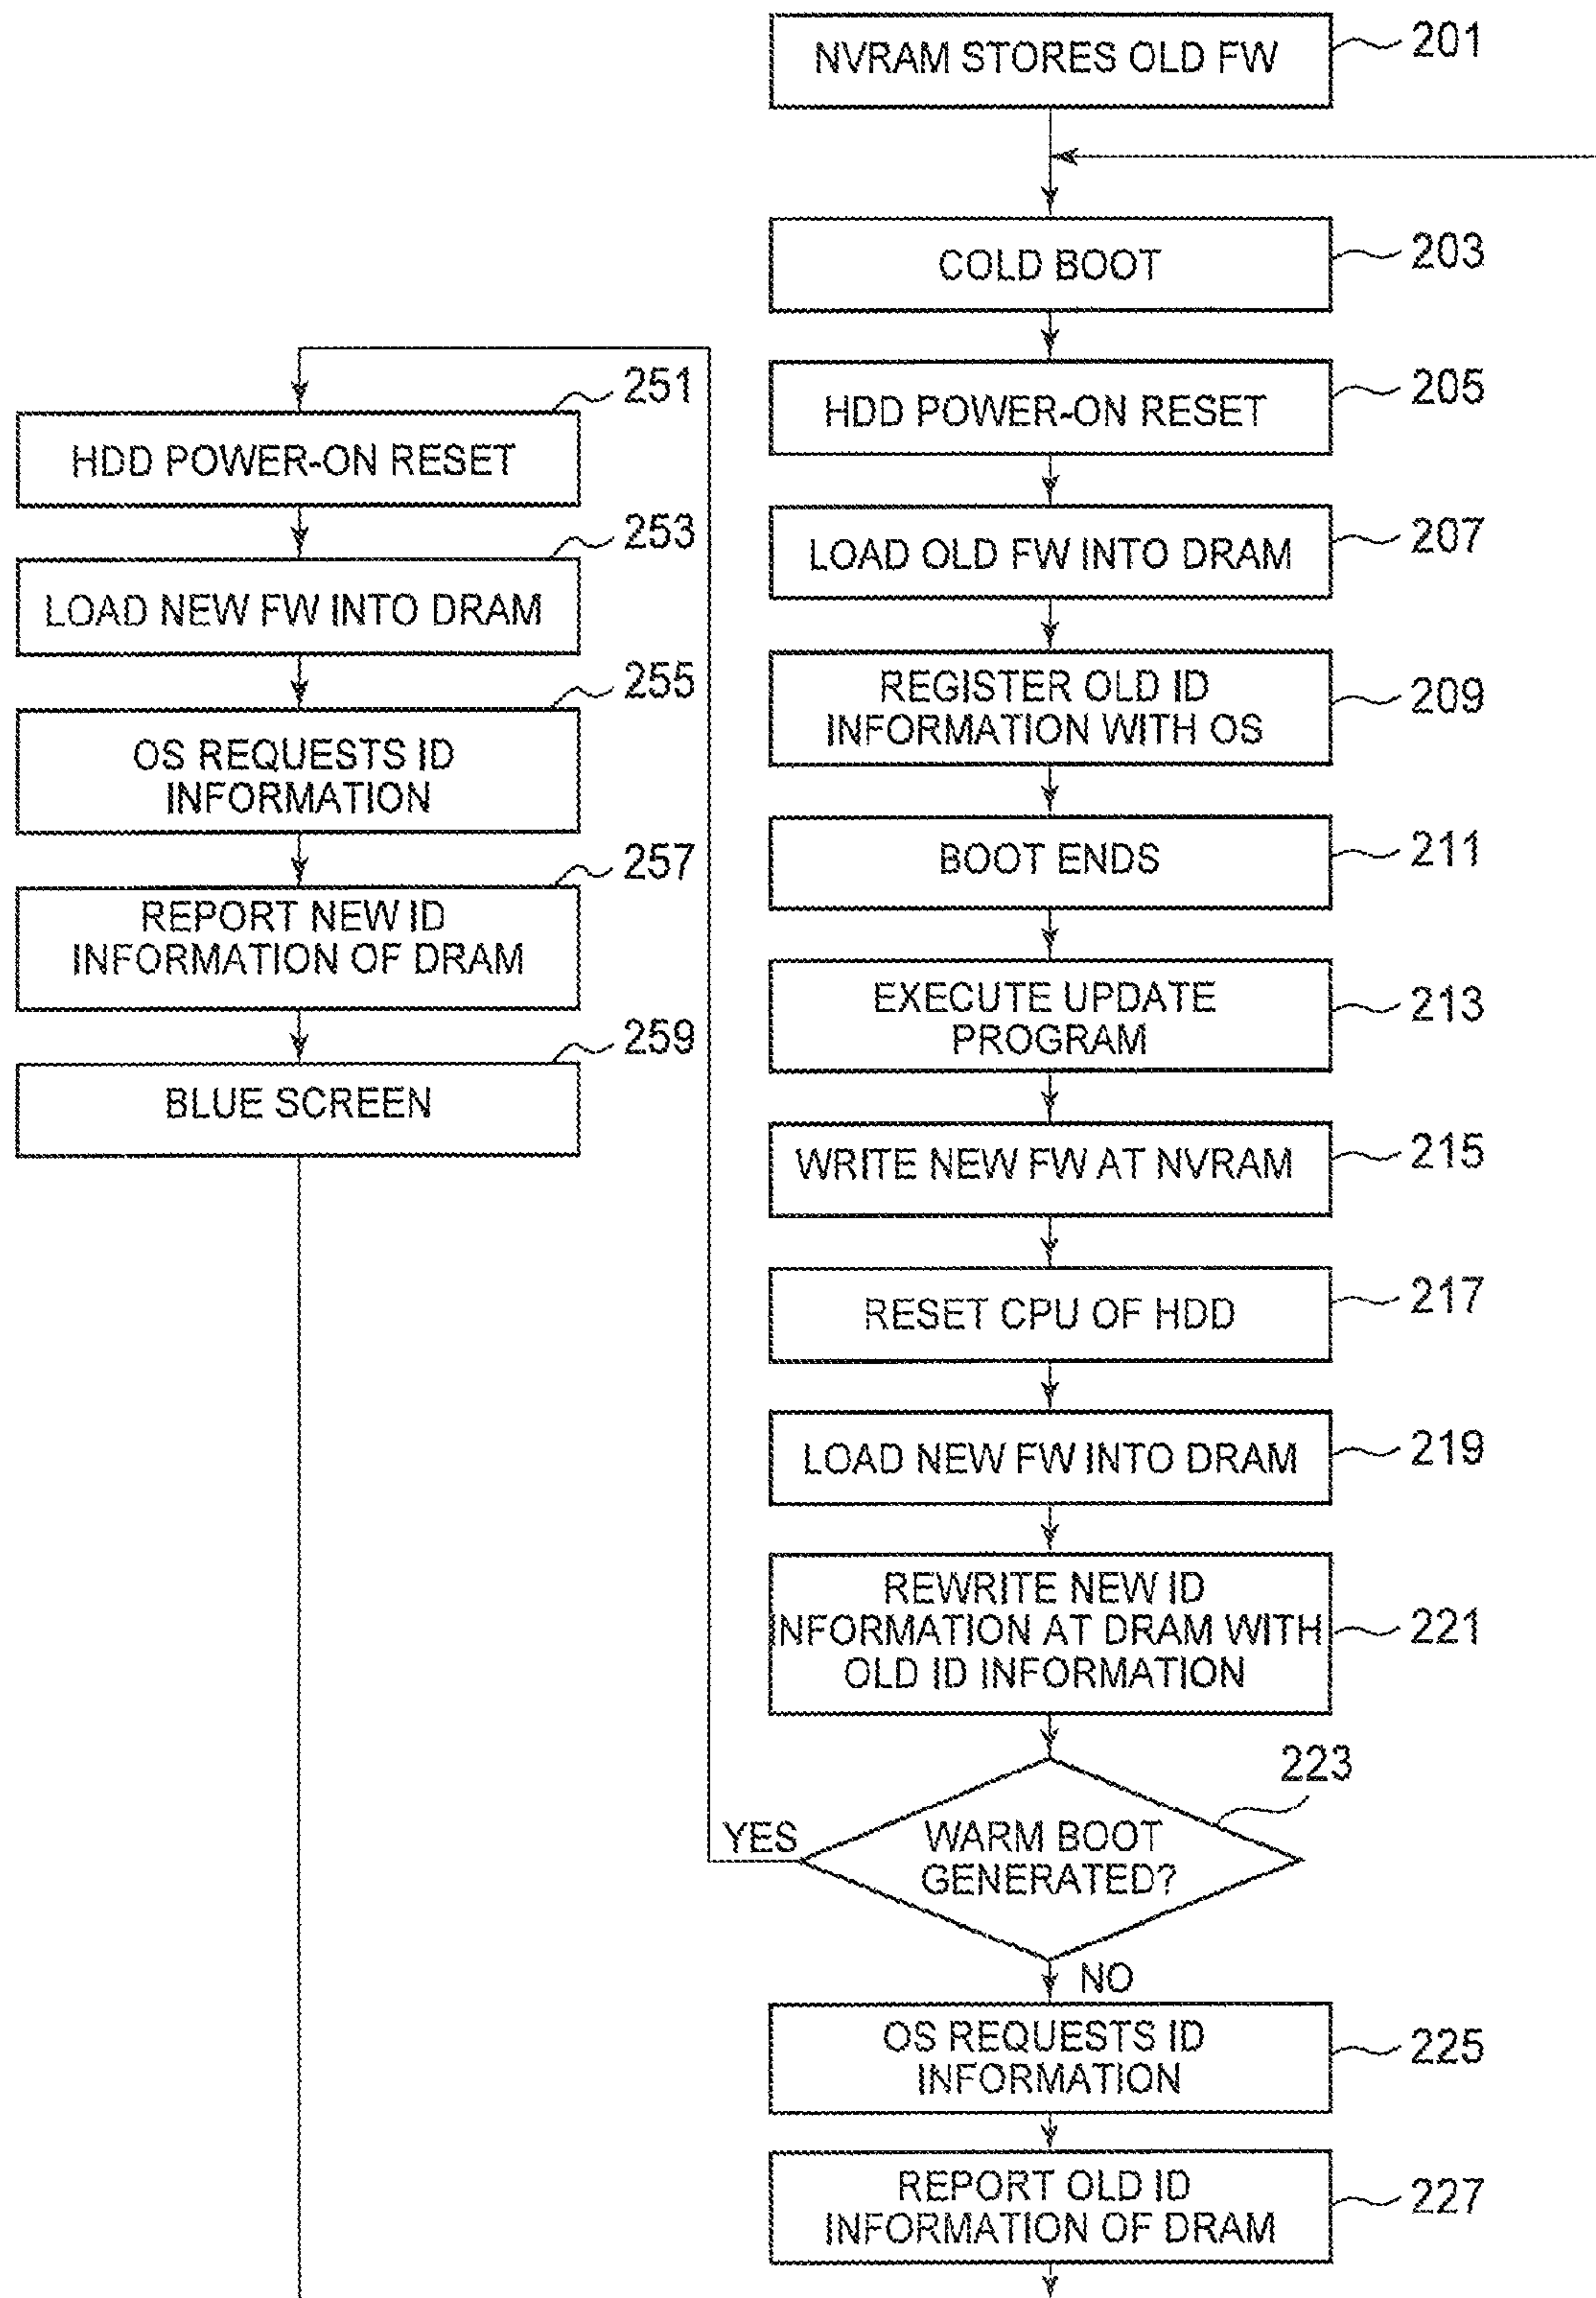 NVRAM STORES OLD FW
201
COLD BOOT
203
HDD POWER-ON RESET
205
LOAD OLD FW INTO DRAM
207
REGISTER OLD ID
INFORMATION WITH OS
209
BOOT ENDS
211
EXECUTE UPDATE
PROGRAM
213
WRITE NEW FW AT NVRAM
215
RESET CPU OF HDD
217
LOAD NEW FW INTO DRAM
219
REWRITE NEW ID
INFORMATION AT DRAM WITH
OLD ID INFORMATION
221
WARM BOOT
GENERATED?
223
YES
NO
OS REQUESTS ID
INFORMATION
225
REPORT OLD ID
INFORMATION OF DRAM
227
251
HDD POWER-ON RESET
253
LOAD NEW FW INTO DRAM
255
OS REQUESTS ID
INFORMATION
257
REPORT NEW ID
INFORMATION OF DRAM
259
BLUE SCREEN